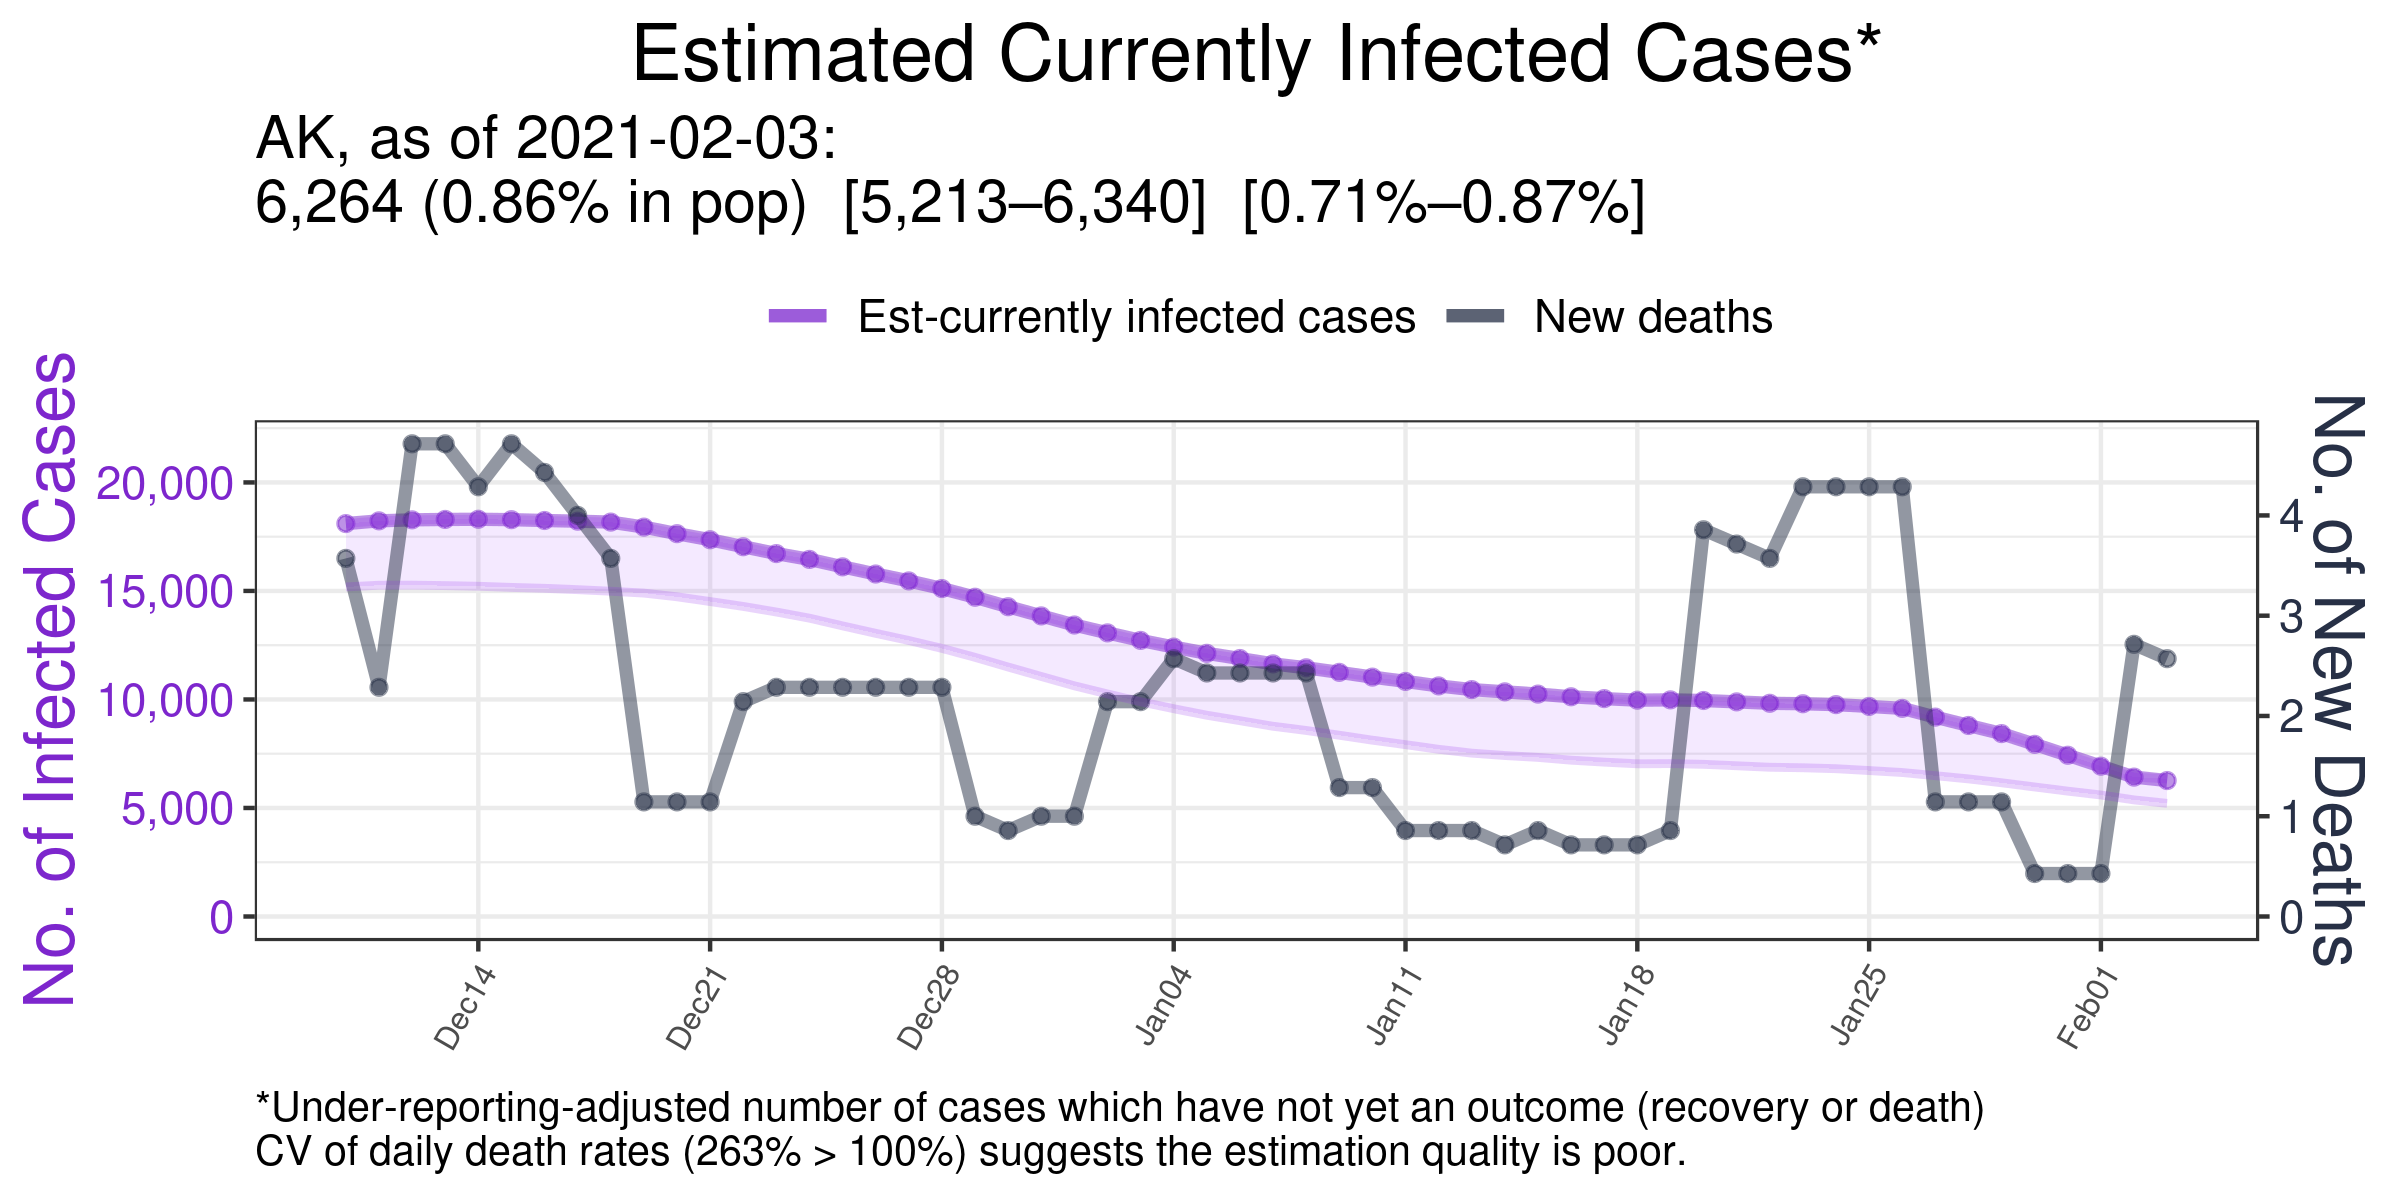 Estimated Currently Infected Cases*
AK, as of 2021-02-03:
6,264 (0.86% in pop)  [5,213–6,340]  [0.71%–0.87%]
Est-currently infected cases
New deaths
No. of Infected Cases
20,000
15,000
10,000
5,000
0
4
3
2
1
0
No. of New Deaths
Dec14
Dec21
Dec28
Jan04
Jan11
Jan18
Jan25
Feb01
*Under-reporting-adjusted number of cases which have not yet an outcome (recovery or death)
CV of daily death rates (263% > 100%) suggests the estimation quality is poor.